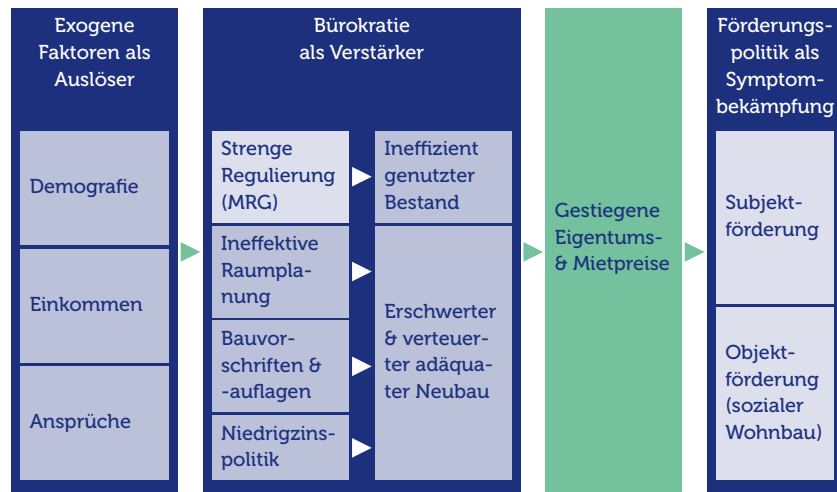 Exogene
Faktoren als
Auslöser
Demografie
Einkommen
Ansprüche
Bürokratie
als Verstärker
Strenge
Regulierung
(MRG)
Ineffizient
genutzter
Bestand
Ineffektive
Raumpla-
nung
Bauvor-
schriften &
-auflagen
Niedrigzins-
politik
Erschwerter
& verteuer-
ter adäqua-
ter Neubau
Gestiegene
Eigentums-
& Mietpreise
Förderungs-
politik als
Symptom-
bekämpfung
Subjekt-
förderung
Objekt-
förderung
(sozialer
Wohnbau)